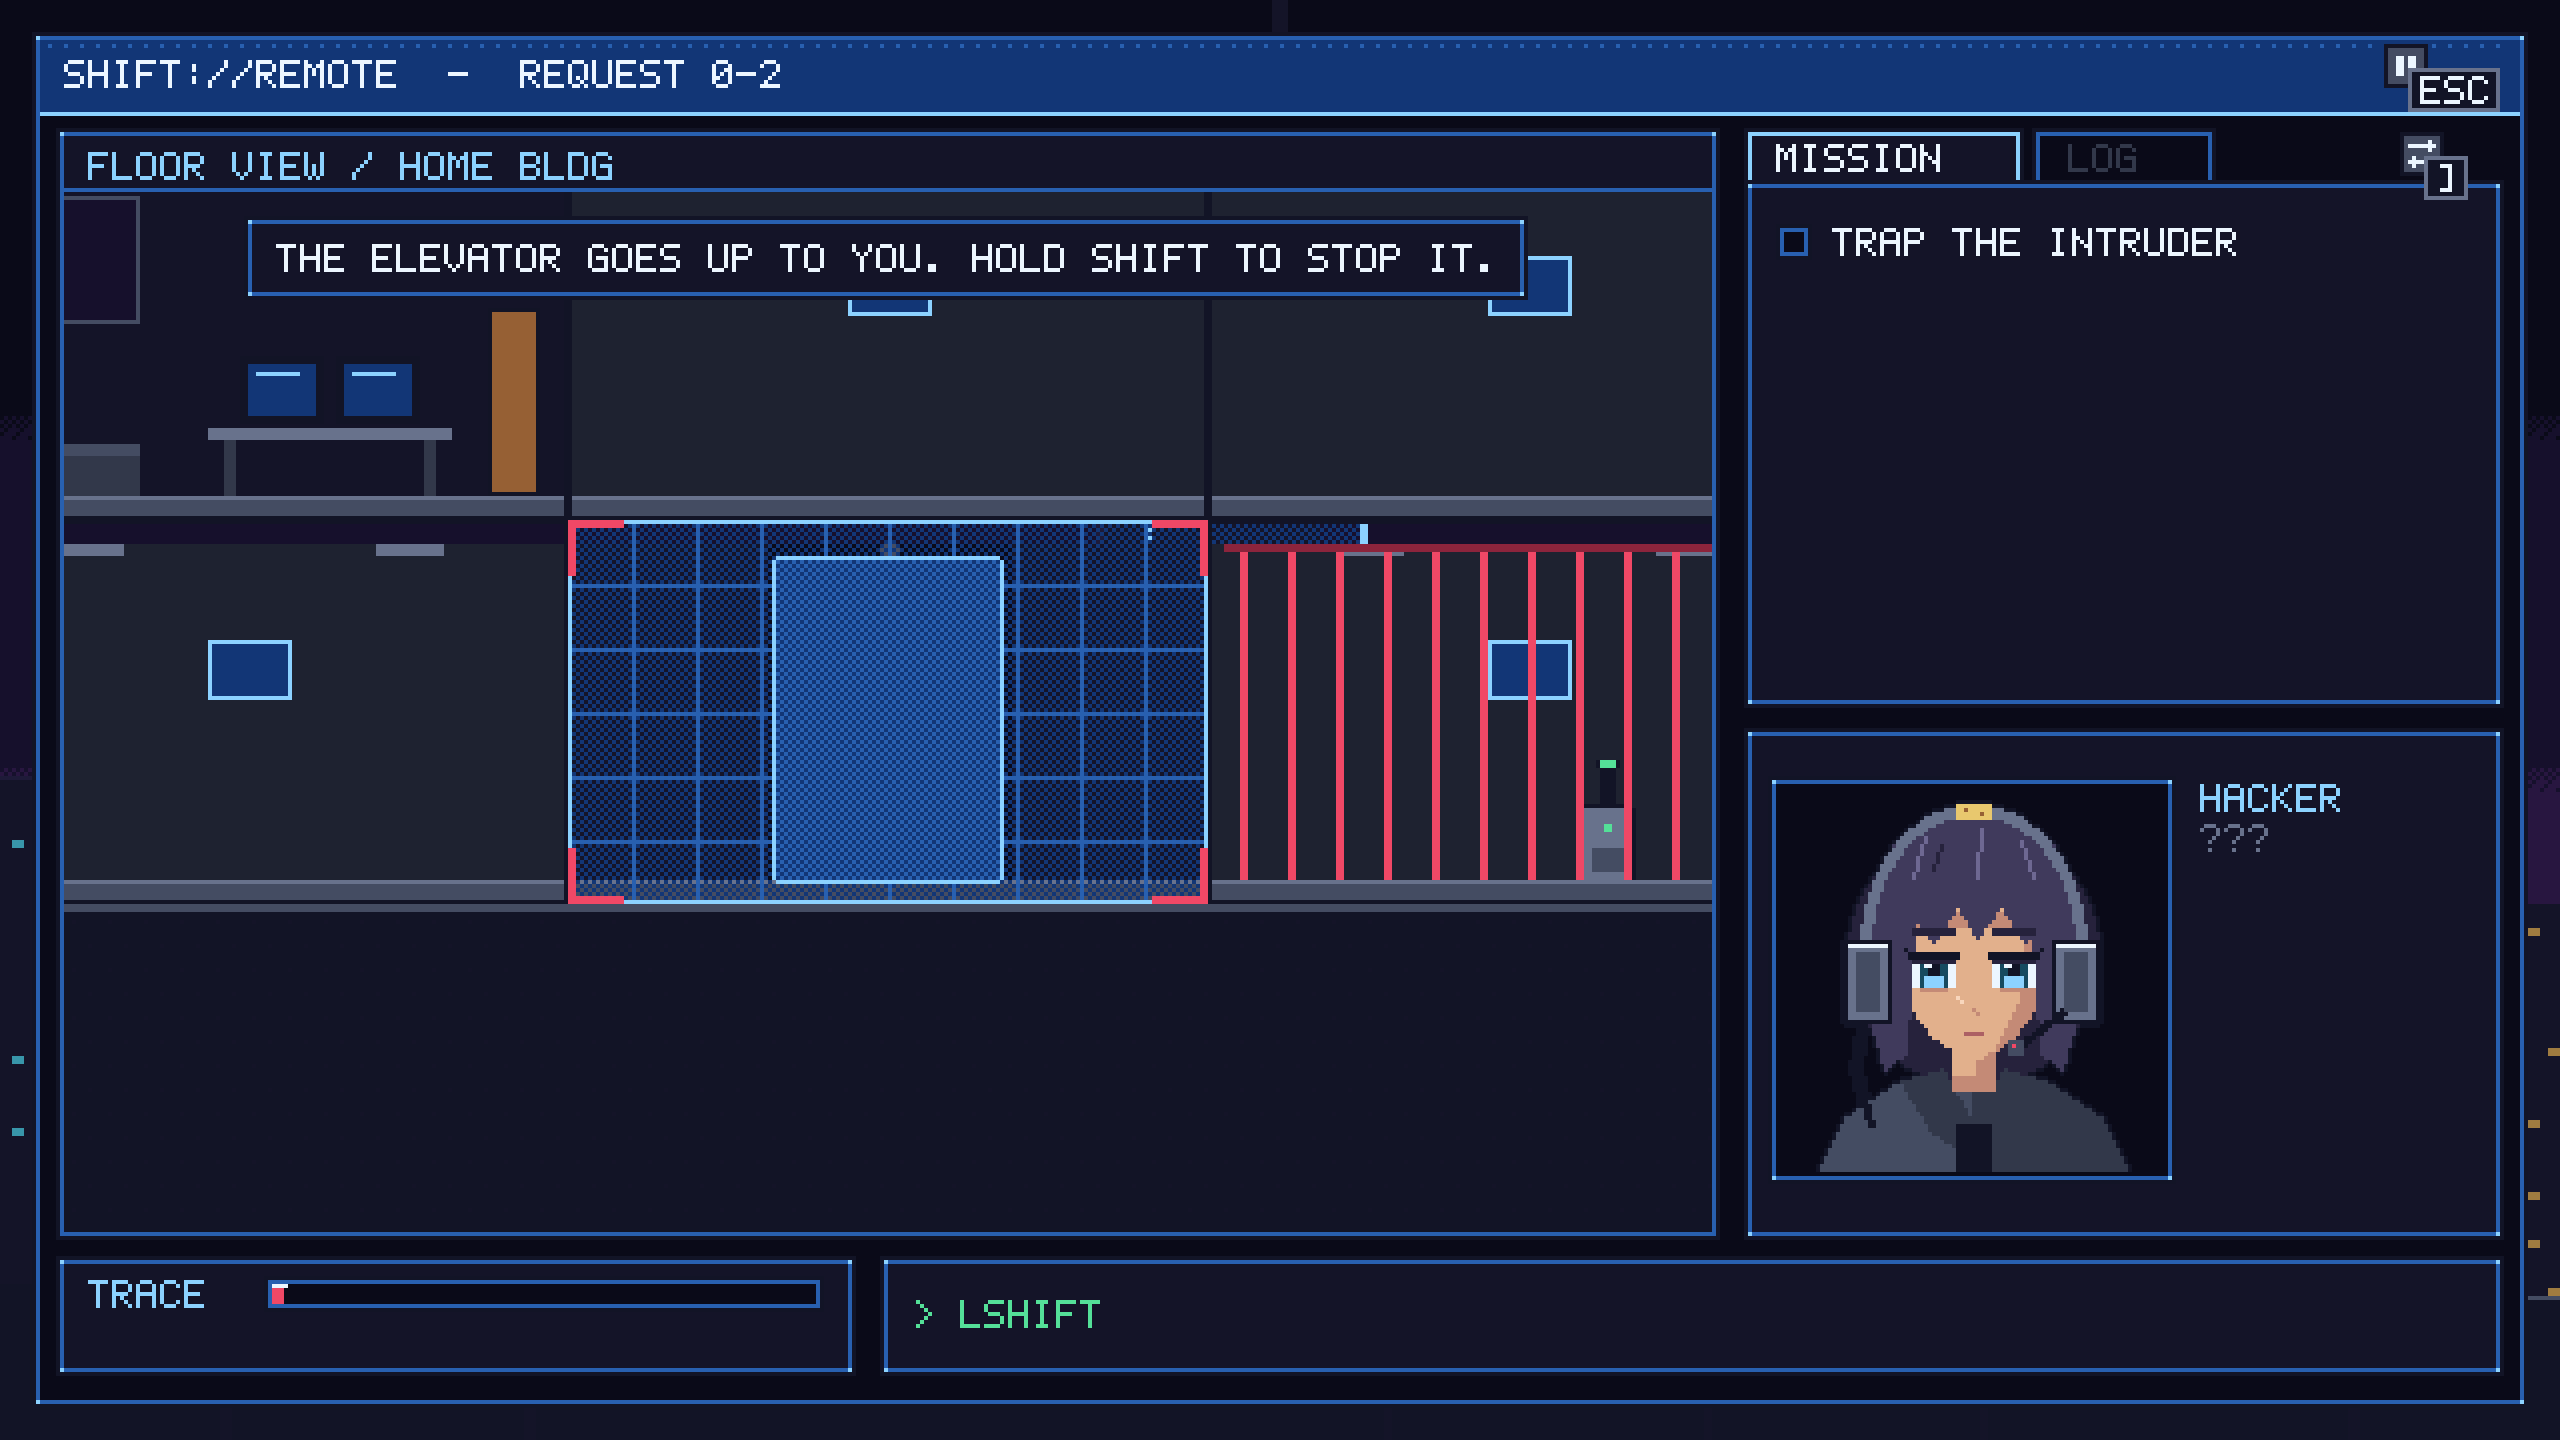 SHIFT://REMOTE - REQUEST 0-2
ESC
FLOOR VIEW / HOME BLDG
MISSION
LOG
]
THE ELEVATOR GOES UP TO YOU. HOLD SHIFT TO STOP IT.
TRAP THE INTRUDER
HACKER
???
TRACE
> LSHIFT